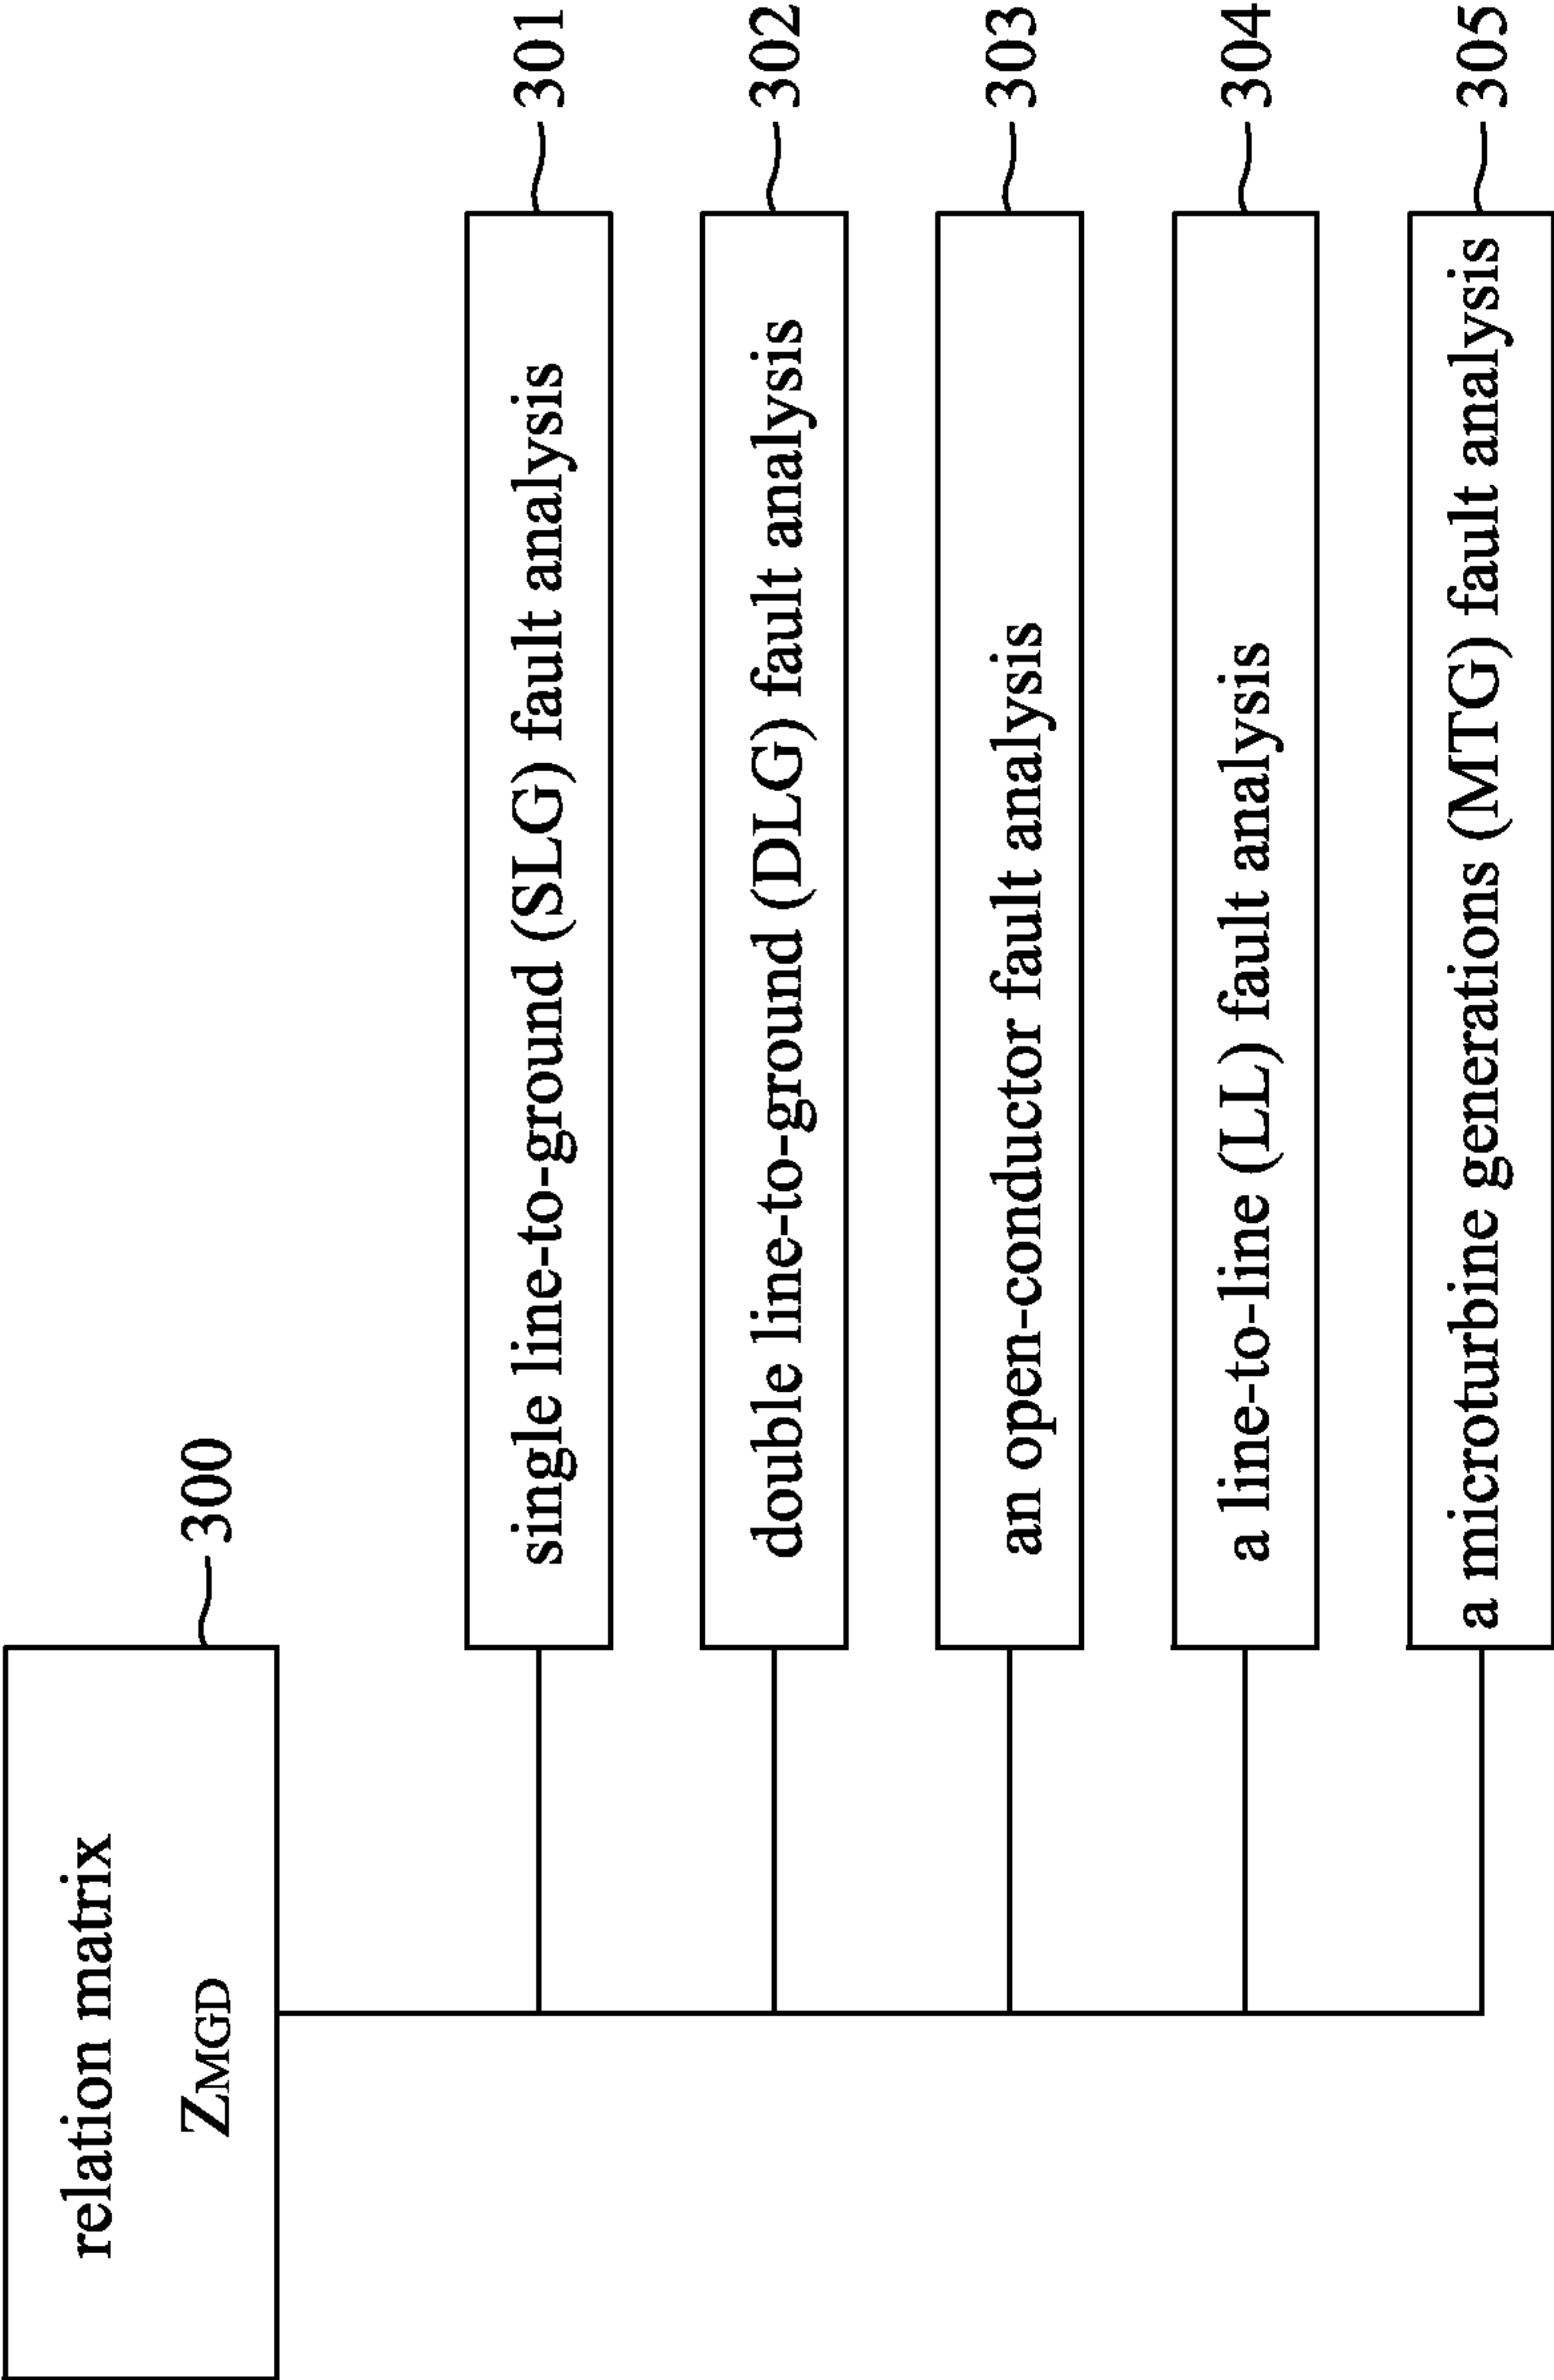 relation matrix
ZMGD
300
single line-to-ground (SLG) fault analysis
301
double line-to-ground (DLG) fault analysis
302
an open-conductor fault analysis
303
a line-to-line (LL) fault analysis
304
a microturbine generations (MTG) fault analysis
305